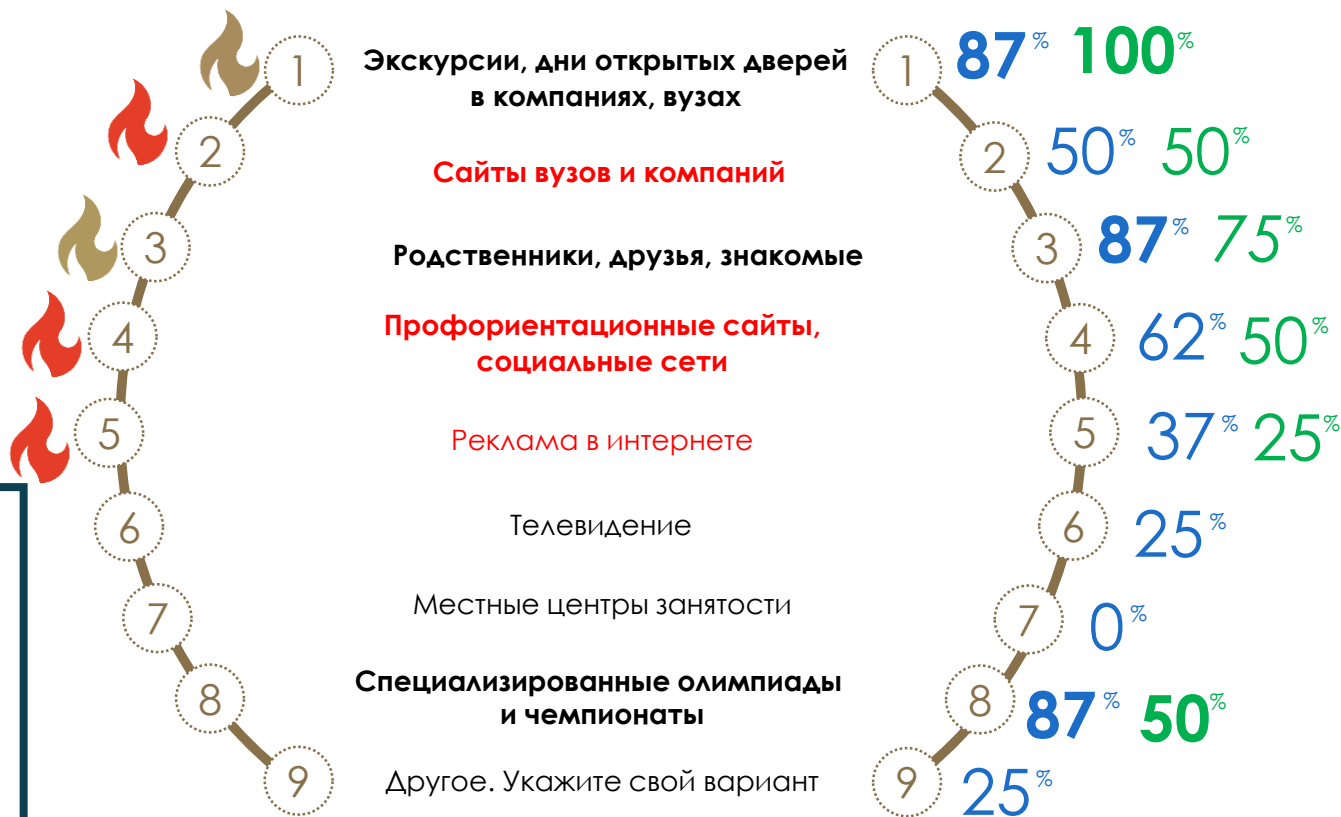 1 Экскурсии, дни открытых дверей 1 87% 100%
в компаниях, вузах
2 Сайты вузов и компаний 2 50% 50%
3 Родственники, друзья, знакомые 3 87% 75%
4 Профориентационные сайты, 4 62% 50%
социальные сети
5 Реклама в интернете 5 37% 25%
6 Телевидение 6 25%
7 Местные центры занятости 7 0%
8 Специализированные олимпиады 8 87% 50%
и чемпионаты
9 Другое. Укажите свой вариант 9 25%